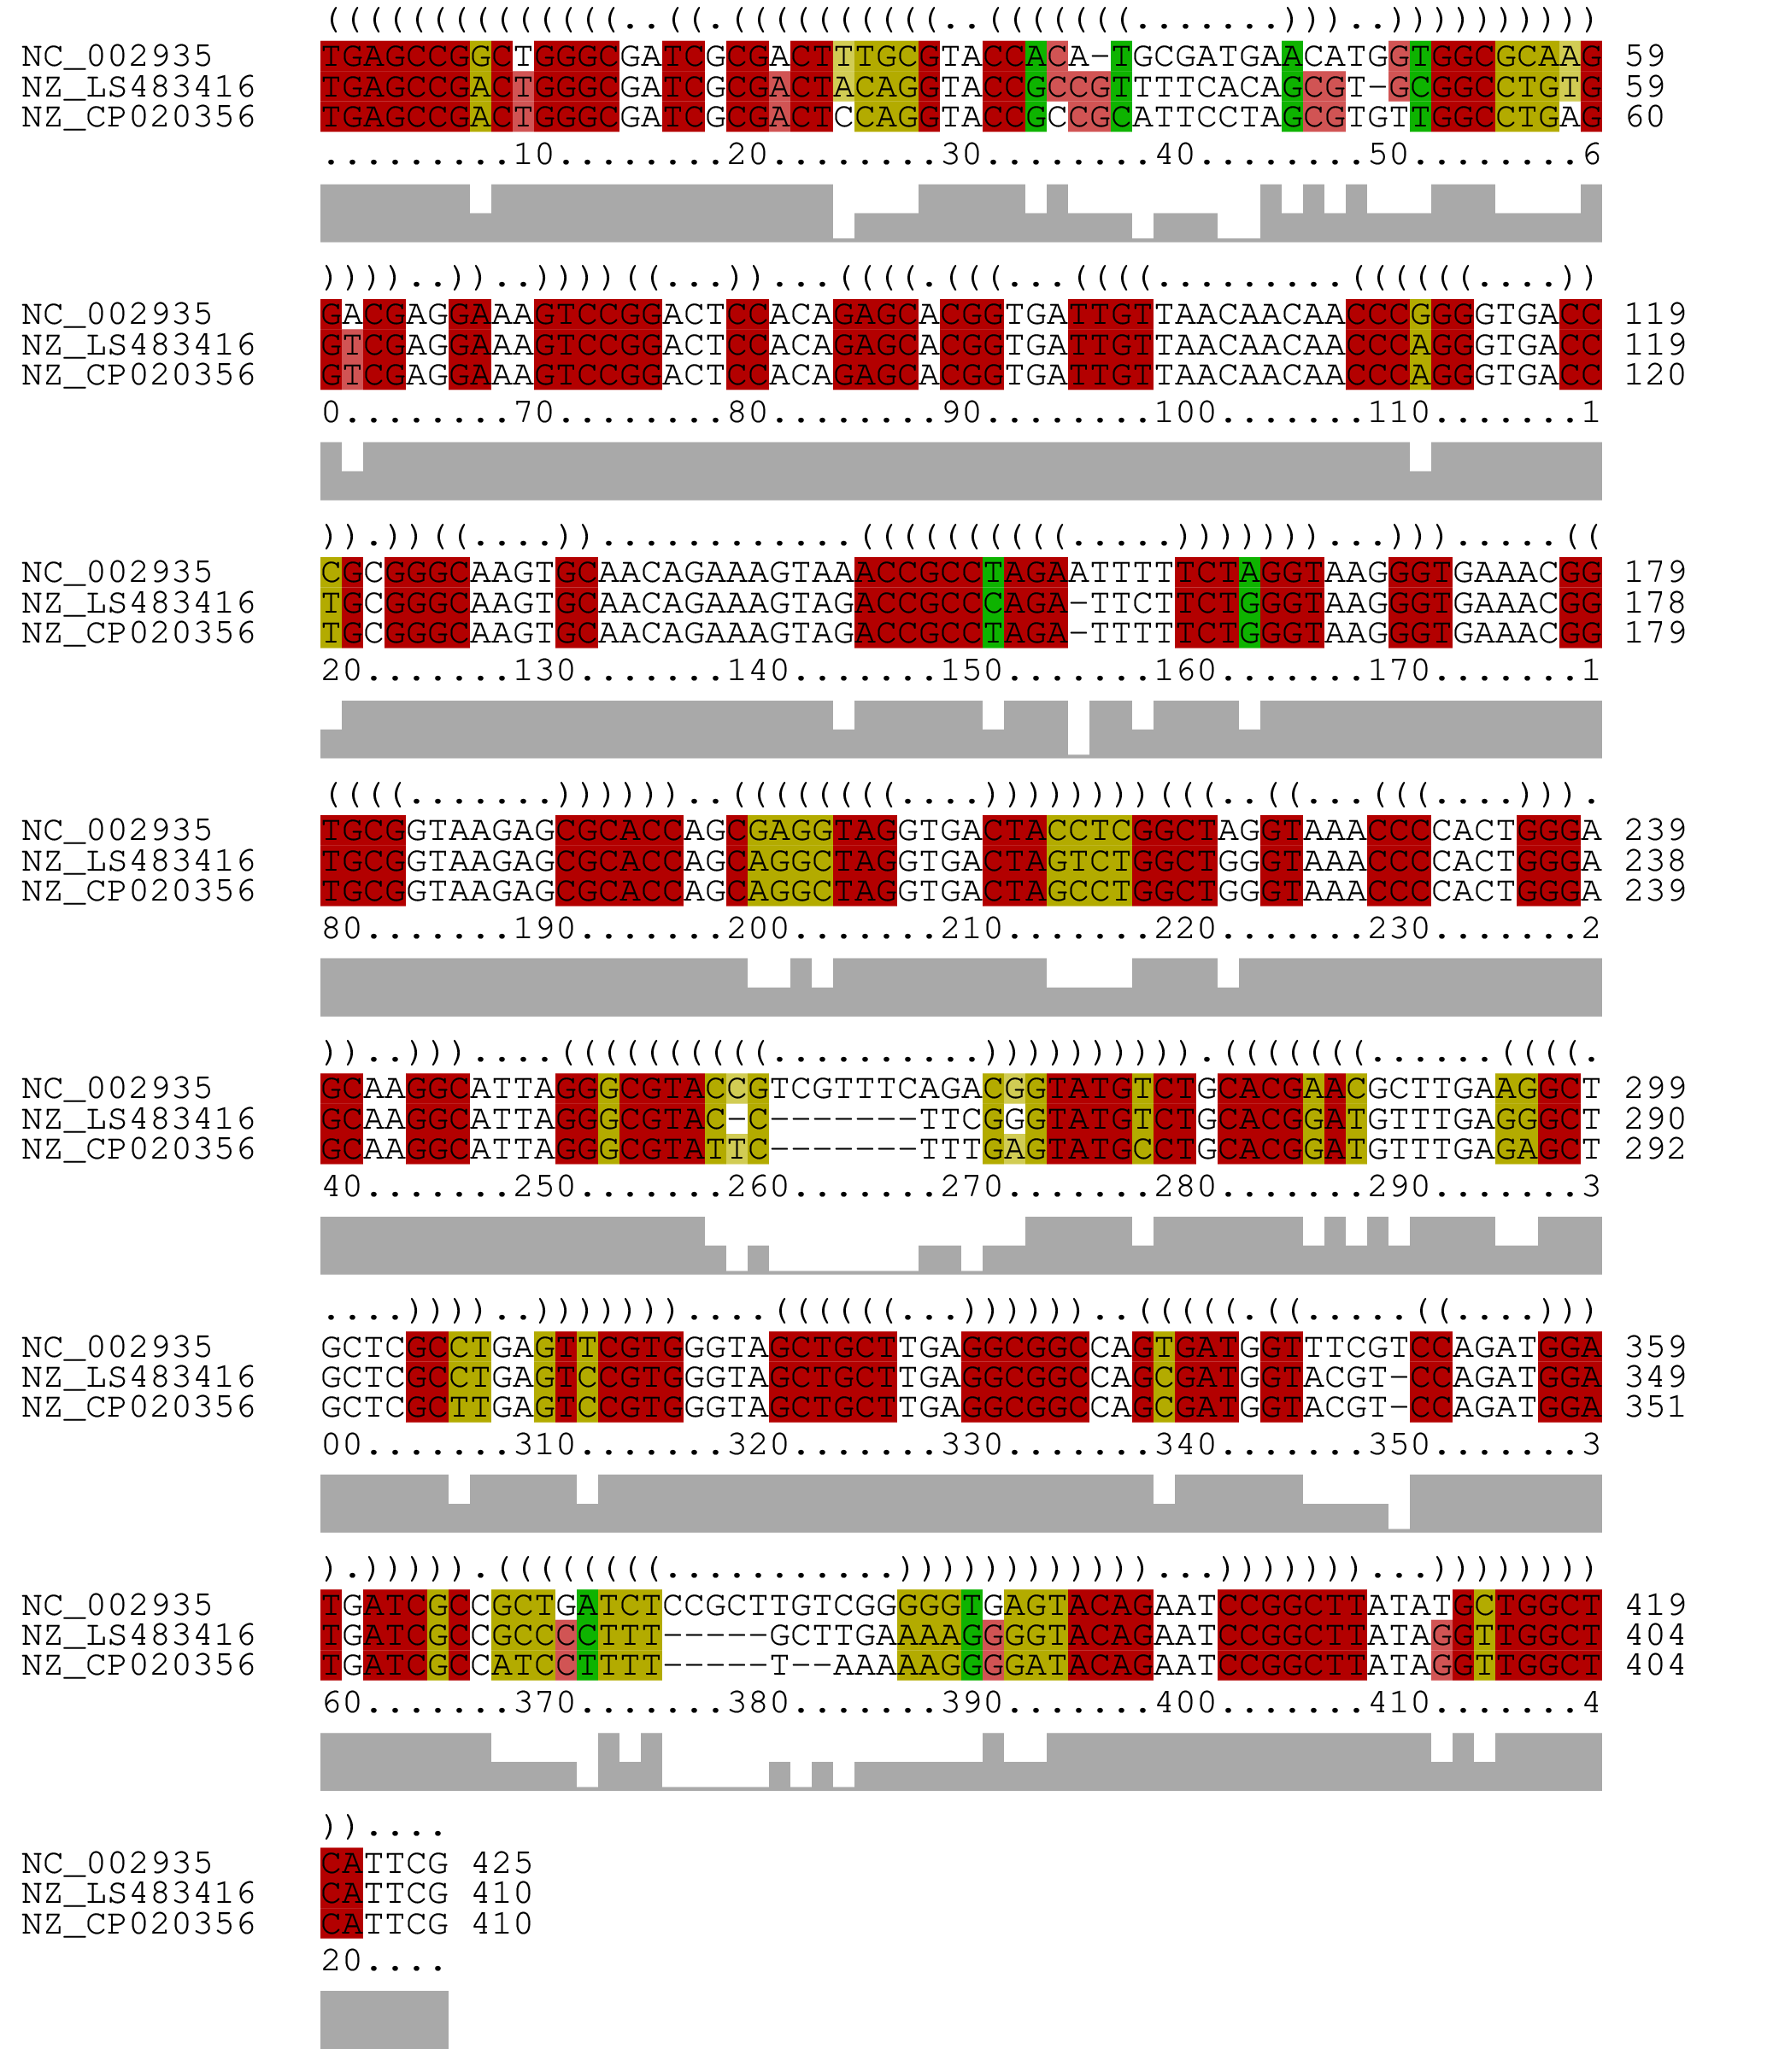 ((((((((((((((..((.((((((((((..(((((((.......)))..))))))))))
NC_002935 TGAGCCGGCTGGGCGATCGCGACTTTGCGTACCACA-TGCGATGAACATGGTGGCGCAAG 59
NZ_LS483416 TGAGCCGACTGGGCGATCGCGACTACAGGTACCGCCGTTTTCACAGCGT-GCGGCCTGTG 59
NZ_CP020356 TGAGCCGACTGGGCGATCGCGACTCCAGGTACCGCCGCATTCCTAGCGTGTTGGCCTGAG 60
.........10........20........30........40........50........6
))))..))..))))((...))...((((.(((...((((.........((((((....))
NC_002935 GACGAGGAAAGTCCGGACTCCACAGAGCACGGTGATTGTTAACAACAACCCGGGGTGACC 119
NZ_LS483416 GTCGAGGAAAGTCCGGACTCCACAGAGCACGGTGATTGTTAACAACAACCCAGGGTGACC 119
NZ_CP020356 GTCGAGGAAAGTCCGGACTCCACAGAGCACGGTGATTGTTAACAACAACCCAGGGTGACC 120
0........70........80........90........100.......110.......1
)).))((....))............((((((((((.....)))))))...))).....((
NC_002935 CGCGGGCAAGTGCAACAGAAAGTAAACCGCCTAGAATTTTTCTAGGTAAGGGTGAAACGG 179
NZ_LS483416 TGCGGGCAAGTGCAACAGAAAGTAGACCGCCCAGA-TTCTTCTGGGTAAGGGTGAAACGG 178
NZ_CP020356 TGCGGGCAAGTGCAACAGAAAGTAGACCGCCTAGA-TTTTTCTGGGTAAGGGTGAAACGG 179
20.......130.......140.......150.......160.......170.......1
((((.......))))))..((((((((....))))))))(((..((...(((....))).
NC_002935 TGCGGTAAGAGCGCACCAGCGAGGTAGGTGACTACCTCGGCTAGGTAAACCCCACTGGGA 239
NZ_LS483416 TGCGGTAAGAGCGCACCAGCAGGCTAGGTGACTAGTCTGGCTGGGTAAACCCCACTGGGA 238
NZ_CP020356 TGCGGTAAGAGCGCACCAGCAGGCTAGGTGACTAGCCTGGCTGGGTAAACCCCACTGGGA 239
80.......190.......200.......210.......220.......230.......2
))..)))....((((((((((..........)))))))))).(((((((......((((.
NC_002935 GCAAGGCATTAGGGCGTACCGTCGTTTCAGACGGTATGTCTGCACGAACGCTTGAAGGCT 299
NZ_LS483416 GCAAGGCATTAGGGCGTAC-C-------TTCGGGTATGTCTGCACGGATGTTTGAGGGCT 290
NZ_CP020356 GCAAGGCATTAGGGCGTATTC-------TTTGAGTATGCCTGCACGGATGTTTGAGAGCT 292
40.......250.......260.......270.......280.......290.......3
....))))..)))))))....((((((...))))))..(((((.((.....((....)))
NC_002935 GCTCGCCTGAGTTCGTGGGTAGCTGCTTGAGGCGGCCAGTGATGGTTTCGTCCAGATGGA 359
NZ_LS483416 GCTCGCCTGAGTCCGTGGGTAGCTGCTTGAGGCGGCCAGCGATGGTACGT-CCAGATGGA 349
NZ_CP020356 GCTCGCTTGAGTCCGTGGGTAGCTGCTTGAGGCGGCCAGCGATGGTACGT-CCAGATGGA 351
00.......310.......320.......330.......340.......350.......3
).))))).((((((((...........))))))))))))...)))))))...))))))))
NC_002935 TGATCGCCGCTGATCTCCGCTTGTCGGGGGTGAGTACAGAATCCGGCTTATATGCTGGCT 419
NZ_LS483416 TGATCGCCGCCCCTTT-----GCTTGAAAAGGGGTACAGAATCCGGCTTATAGGTTGGCT 404
NZ_CP020356 TGATCGCCATCCTTTT-----T--AAAAAGGGGATACAGAATCCGGCTTATAGGTTGGCT 404
60.......370.......380.......390.......400.......410.......4
))....
NC_002935 CATTCG 425
NZ_LS483416 CATTCG 410
NZ_CP020356 CATTCG 410
20....